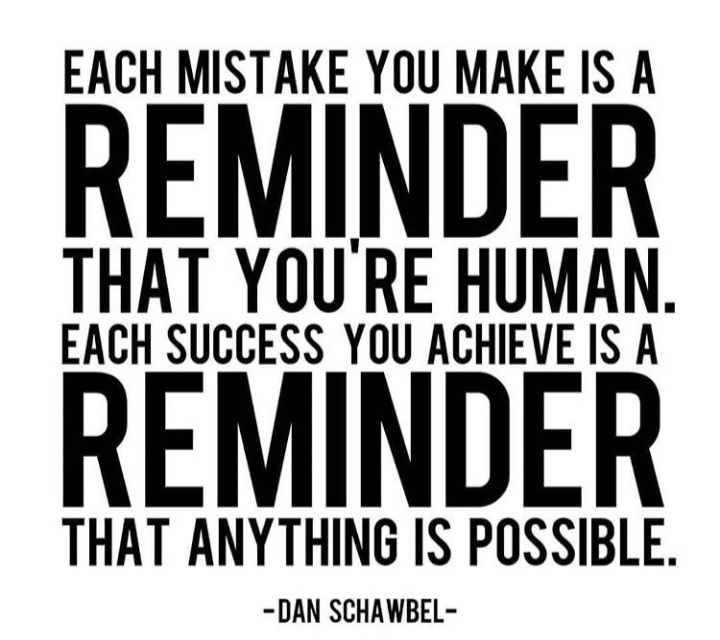 EACH MISTAKE YOU MAKE IS A
REMINDER
THAT YOU'RE HUMAN.
EACH SUCCESS YOU ACHIEVE IS A
REMINDER
THAT ANYTHING IS POSSIBLE.
-DAN SCHAWBEL-